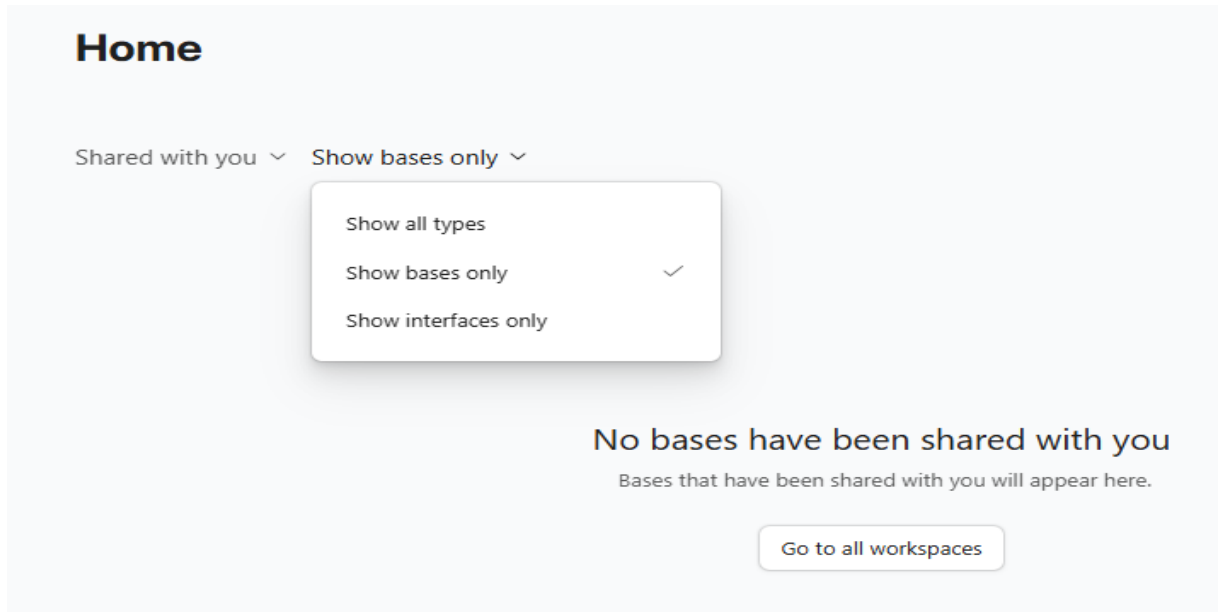 Home
Shared with you Show bases only
Show all types
Show bases only
Show interfaces only
No bases have been shared with you
Bases that have been shared with you will appear here.
Go to all workspaces